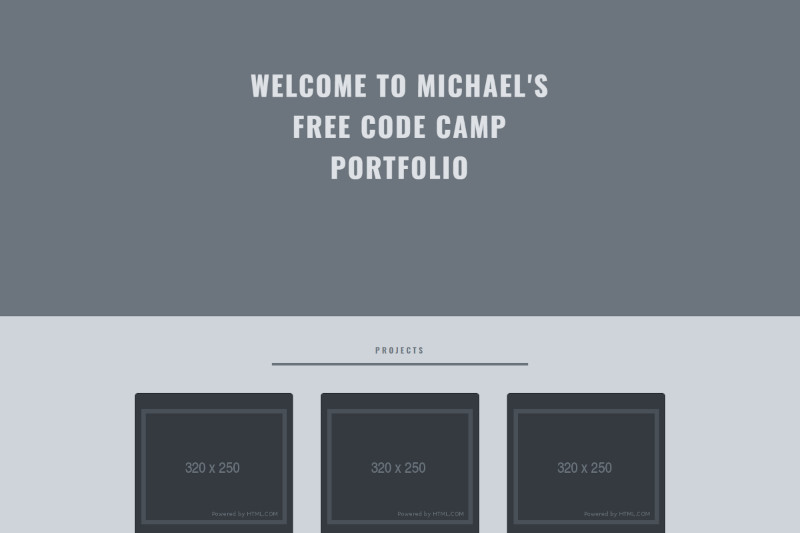 WELCOME TO MICHAEL'S
FREE CODE CAMP
PORTFOLIO
PROJECTS
320 x 250
Powered by HTML.COM
320 x 250
Powered by HTML.COM
320 x 250
Powered by HTML.COM